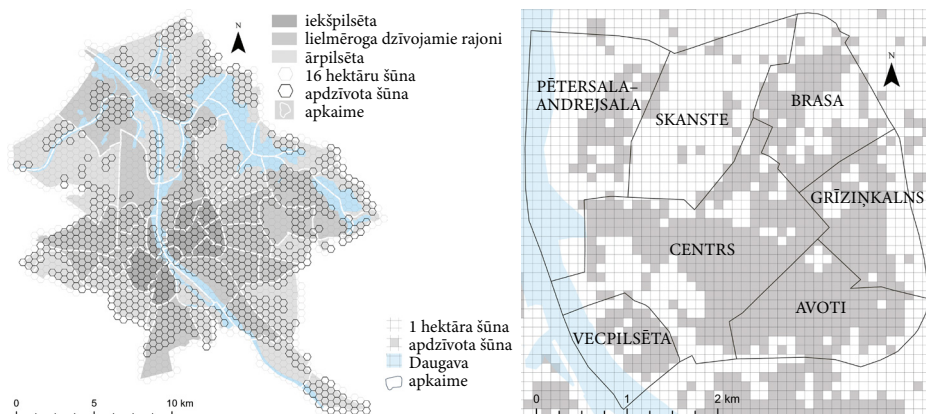 N
iekšpilsēta
lielmēroga dzīvojamie rajoni
ārpilsēta
16 hektāru šūna
apdzīvota šūna
apkaime
0 5 10 km
1 hektāra šūna
apdzīvota šūna
Daugava
apkaime
N
PĒTERSALA–
ANDREJSALA
SKANSTE
BRASA
GRĪZIŅKALNS
CENTRS
AVOTI
VECPILSĒTA
0 1 2 km